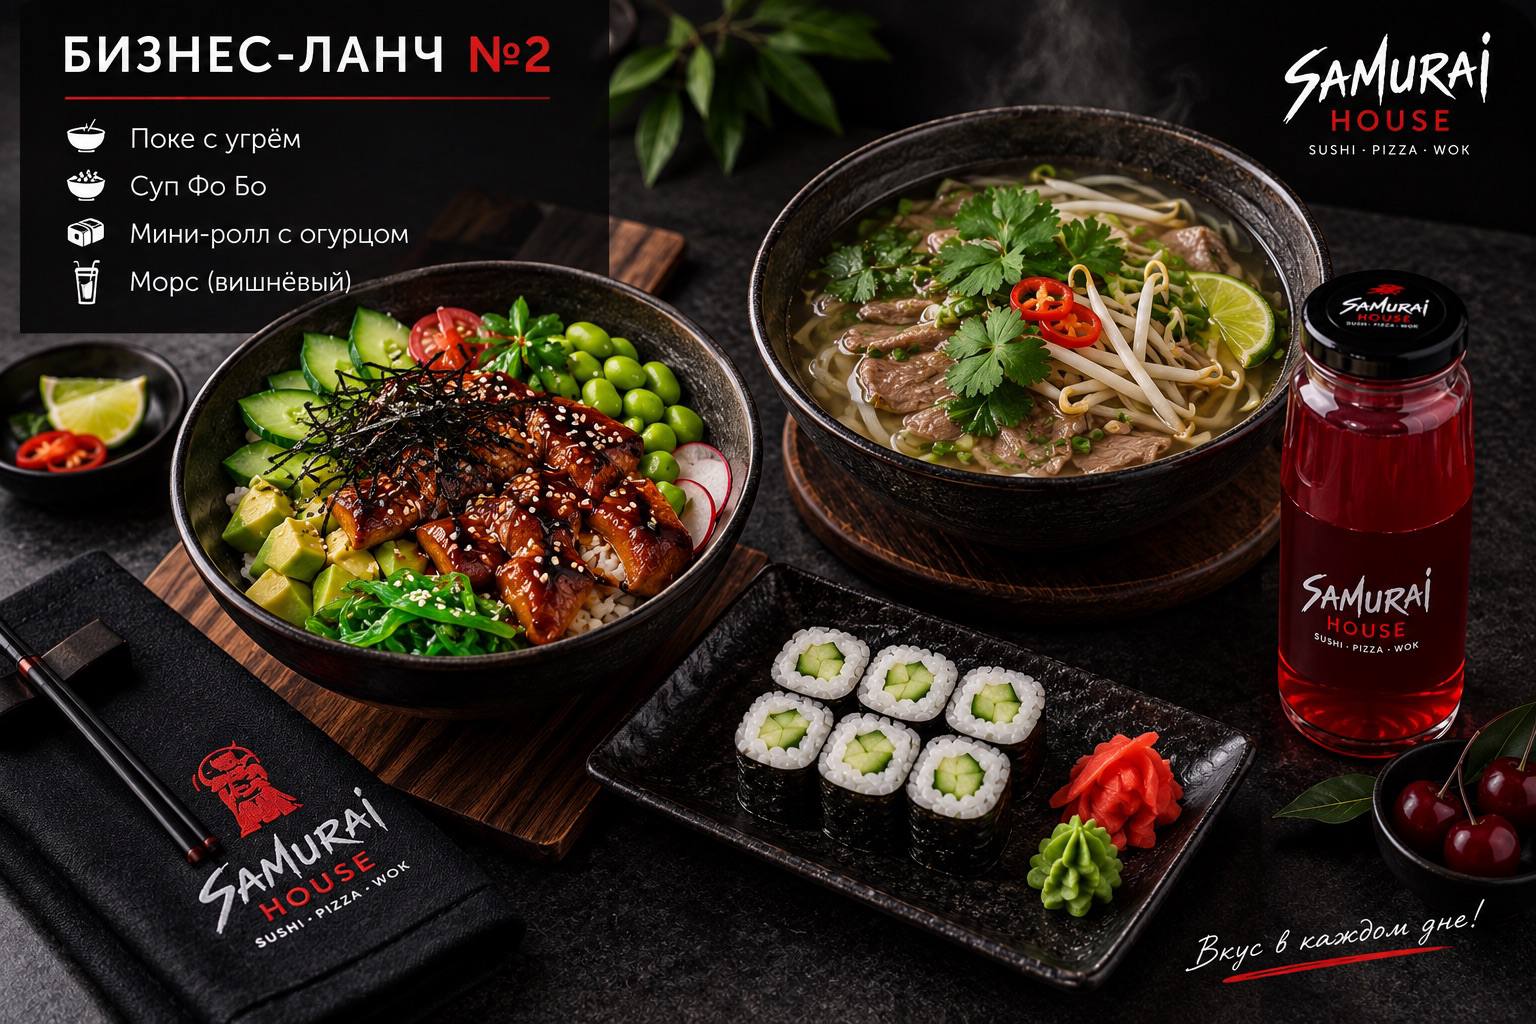 БИЗНЕС-ЛАНЧ №2
Поке с угрём
Суп Фо Бо
Мини-ролл с огурцом
Морс (вишнёвый)
SAMURAI
HOUSE
SUSHI · PIZZA · WOK
SAMURAI
HOUSE
SUSHI · PIZZA · WOK
SAMURAI
HOUSE
SUSHI · PIZZA · WOK
SAMURAI
HOUSE
SUSHI · PIZZA · WOK
Вкус в каждом дне!